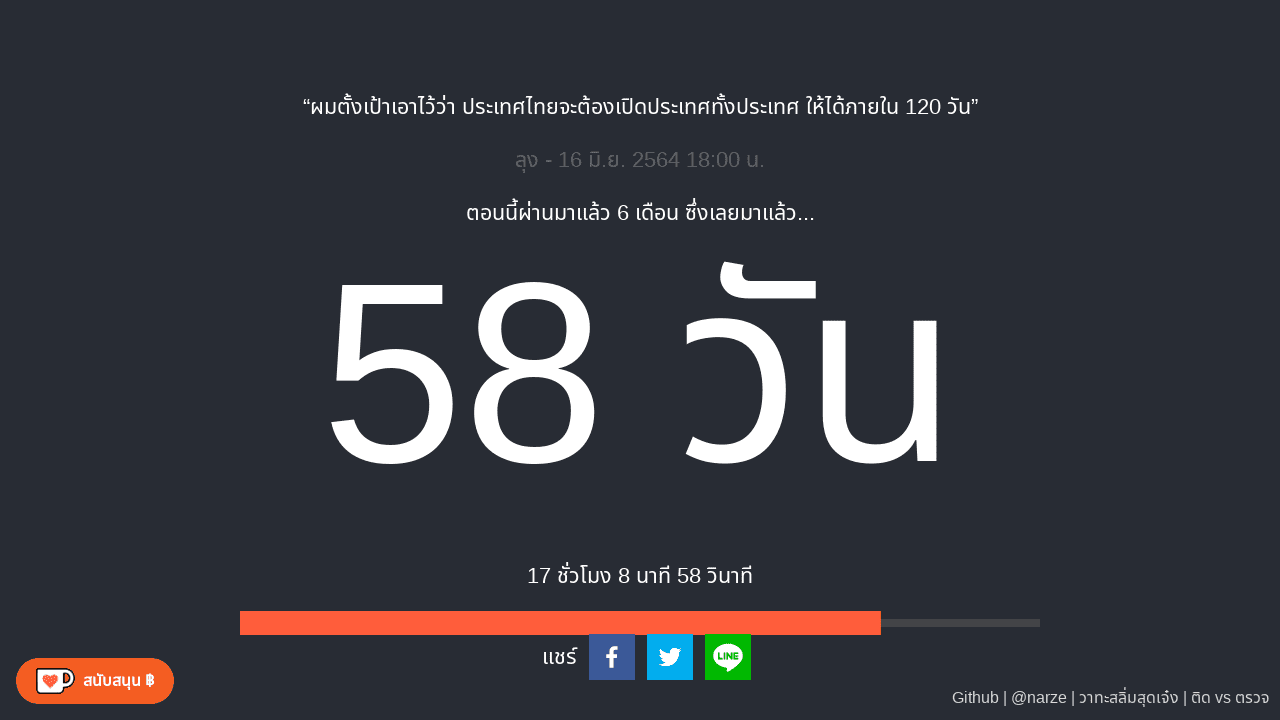 “ผมตั้งเป้าเอาไว้ว่า ประเทศไทยจะต้องเปิดประเทศทั้งประเทศ ให้ได้ภายใน 120 วัน”
ลุง - 16 มิ.ย. 2564 18:00 น.
ตอนนี้ผ่านมาแล้ว 6 เดือน ซึ่งเลยมาแล้ว...
58 วัน
17 ชั่วโมง 8 นาที 58 วินาที
แชร์
LINE
สนับสนุน ฿
Github | @narze | วาทะสลิ่มสุดเจ๋ง | ติด vs ตรวจ